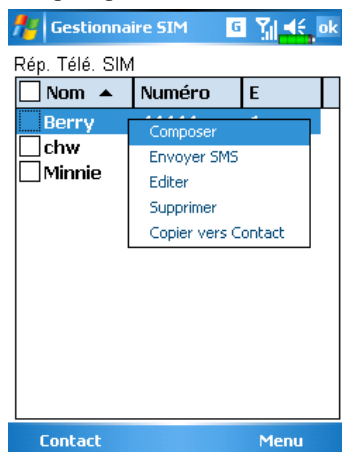 Gestionnaire SIM G ok
Rép. Télé. SIM
Nom Numéro E
Berry
Composer
chw
Envoyer SMS
Minnie
Editer
Supprimer
Copier vers Contact
Contact Menu